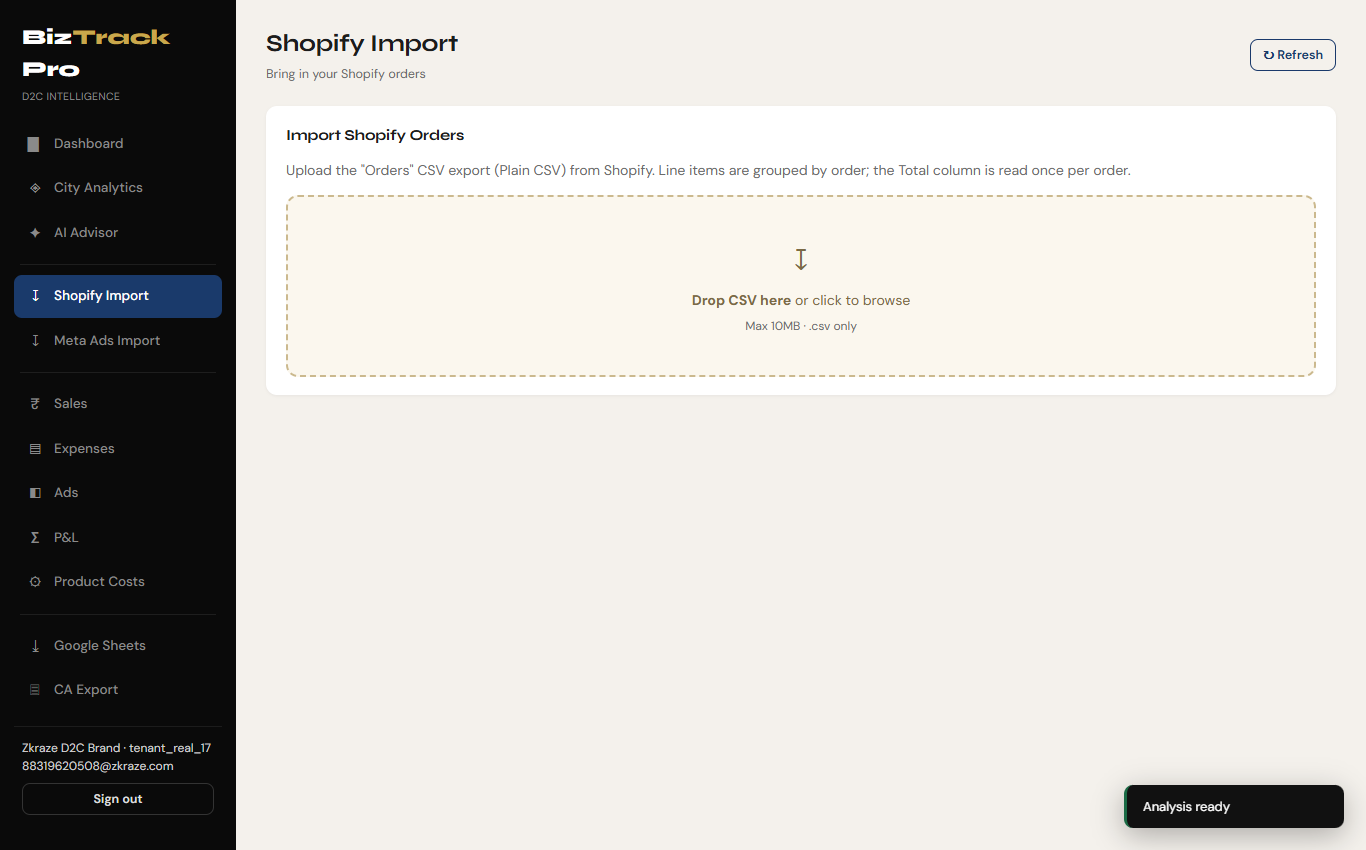 BizTrack
Pro
D2C INTELLIGENCE
Dashboard
City Analytics
AI Advisor
Shopify Import
Meta Ads Import
Sales
Expenses
Ads
Σ P&L
Product Costs
Google Sheets
CA Export
Zkraze D2C Brand · tenant_real_17
88319620508@zkraze.com
Sign out
Shopify Import
Bring in your Shopify orders
↻ Refresh
Import Shopify Orders
Upload the "Orders" CSV export (Plain CSV) from Shopify. Line items are grouped by order; the Total column is read once per order.
Drop CSV here or click to browse
Max 10MB · .csv only
Analysis ready